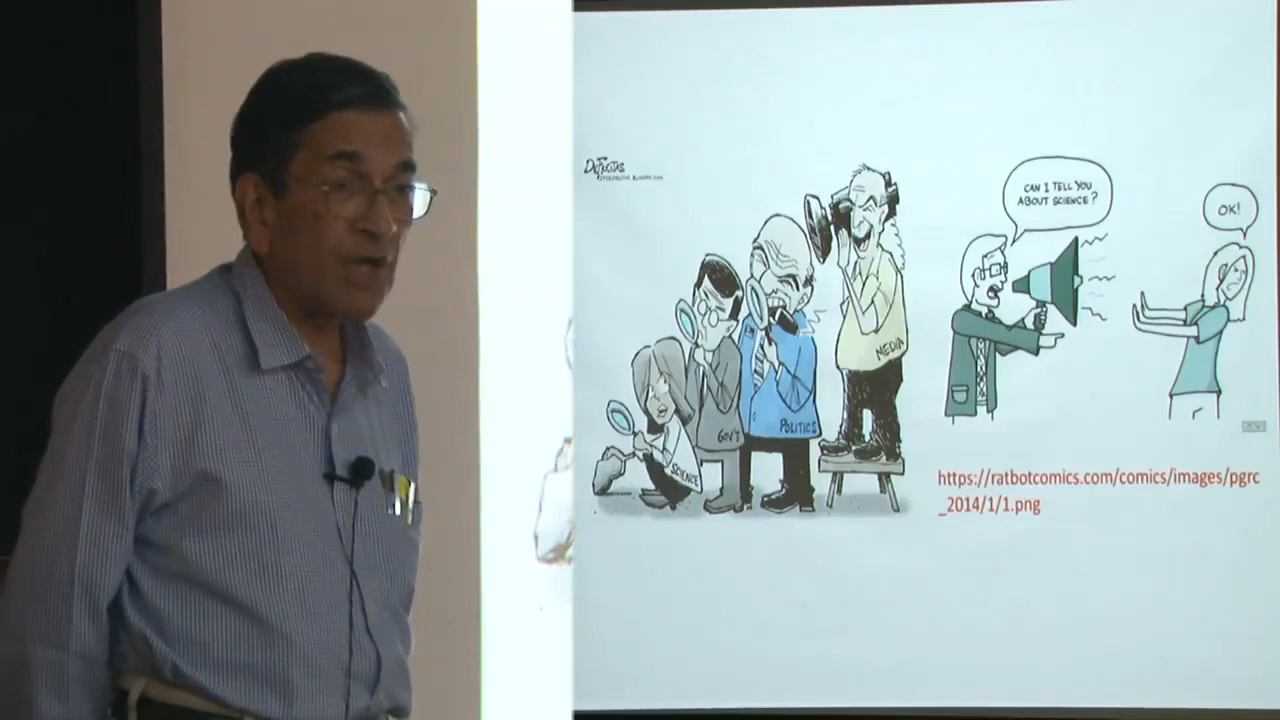 SCIENCE
GOV'T
POLITICS
MEDIA
CAN I TELL YOU
ABOUT SCIENCE?
OK!
https://ratbotcomics.com/comics/images/pgrc
_2014/1/1.png